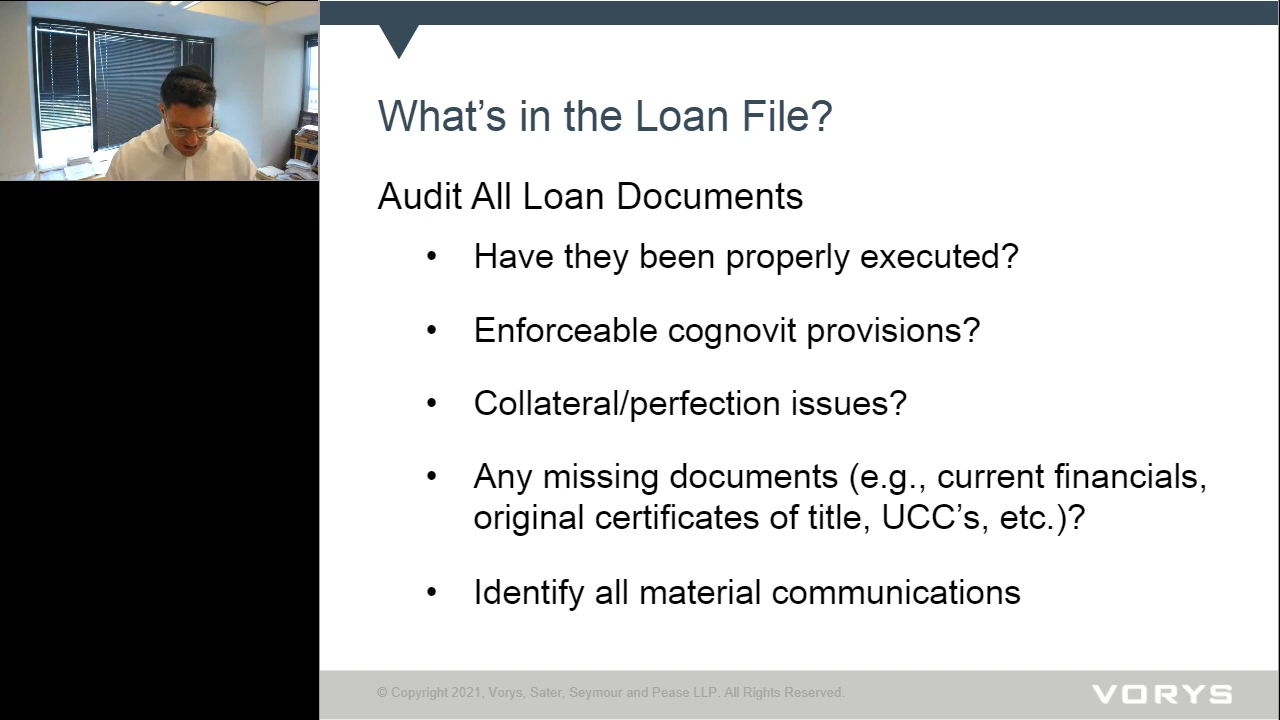 What's in the Loan File?
Audit All Loan Documents
• Have they been properly executed?
• Enforceable cognovit provisions?
• Collateral/perfection issues?
• Any missing documents (e.g., current financials,
original certificates of title, UCC's, etc.)?
• Identify all material communications
© Copyright 2021, Vorys, Sater, Seymour and Pease LLP. All Rights Reserved.
VORYS